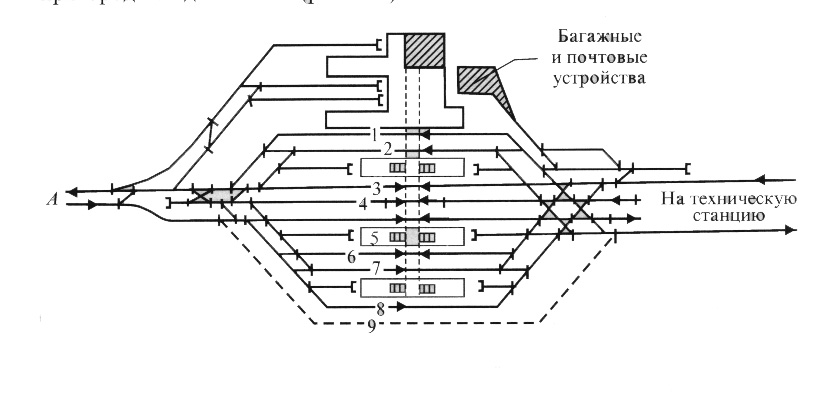 Багажные
и почтовые
устройства
1
2
3
А
4
На техническую
станцию
5
6
7
8
9